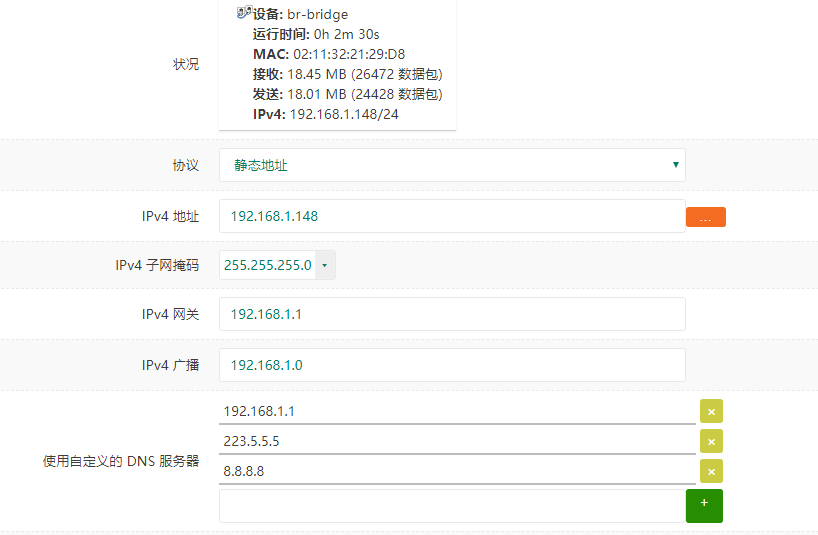 状况
设备: br-bridge
运行时间: 0h 2m 30s
MAC: 02:11:32:21:29:D8
接收: 18.45 MB (26472 数据包)
发送: 18.01 MB (24428 数据包)
IPv4: 192.168.1.148/24
协议 静态地址
IPv4 地址 192.168.1.148 ...
IPv4 子网掩码 255.255.255.0
IPv4 网关 192.168.1.1
IPv4 广播 192.168.1.0
使用自定义的 DNS 服务器
192.168.1.1 ×
223.5.5.5 ×
8.8.8.8 ×
+